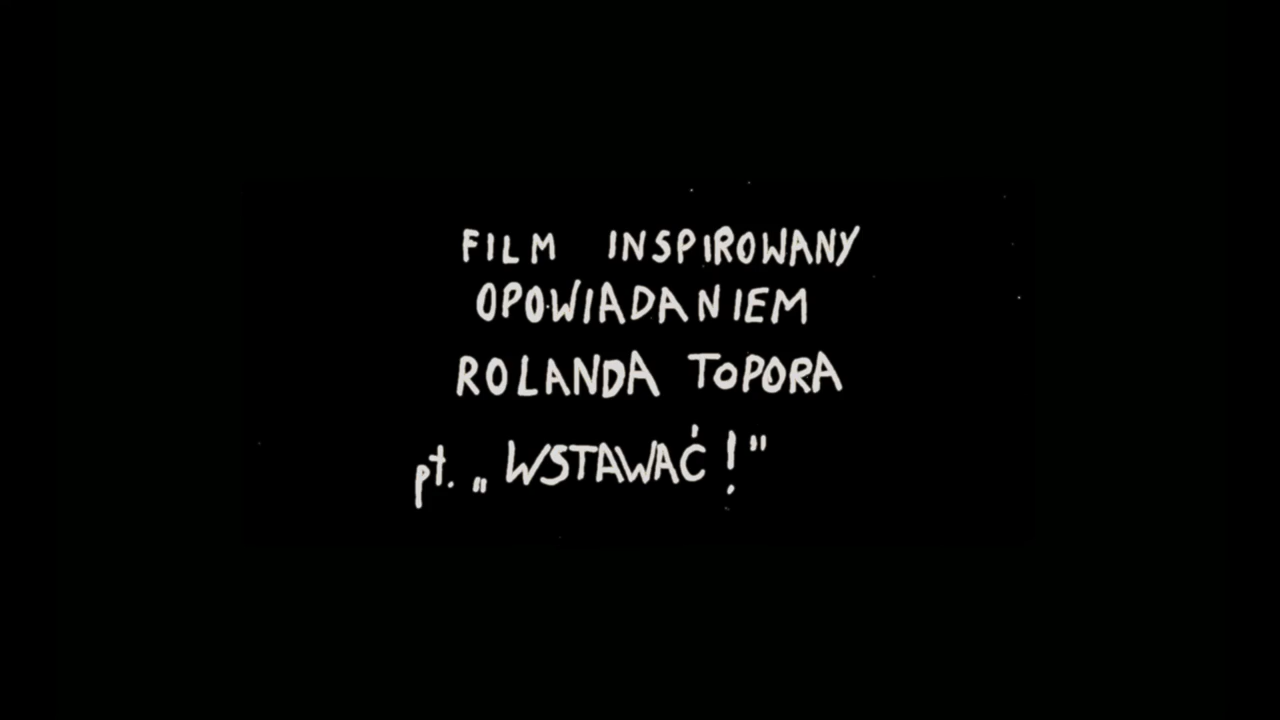 FILM INSPIROWANY
OPOWIADANIEM
ROLANDA TOPORA
pt. „WSTAWAĆ!”